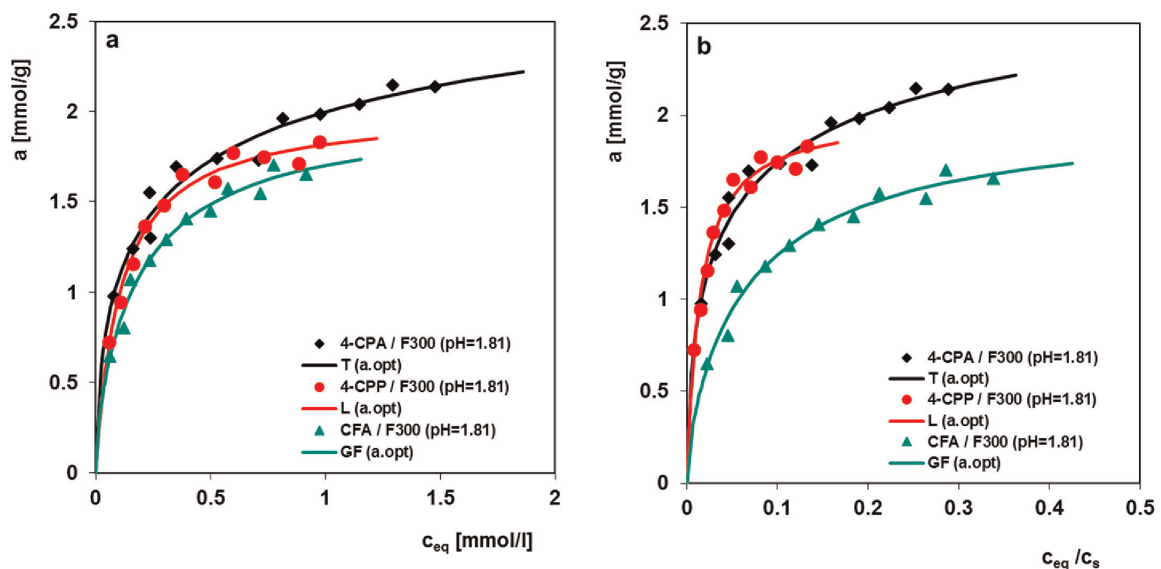 a
a [mmol/g]
2.5
2
1.5
1
0.5
0
0
0.5
1
1.5
2
c_eq [mmol/l]
4-CPA / F300 (pH=1.81)
T (a.opt)
4-CPP / F300 (pH=1.81)
L (a.opt)
CFA / F300 (pH=1.81)
GF (a.opt)
b
a [mmol/g]
2.5
2
1.5
1
0.5
0
0
0.1
0.2
0.3
0.4
0.5
c_eq /c_s
4-CPA / F300 (pH=1.81)
T (a.opt)
4-CPP / F300 (pH=1.81)
L (a.opt)
CFA / F300 (pH=1.81)
GF (a.opt)